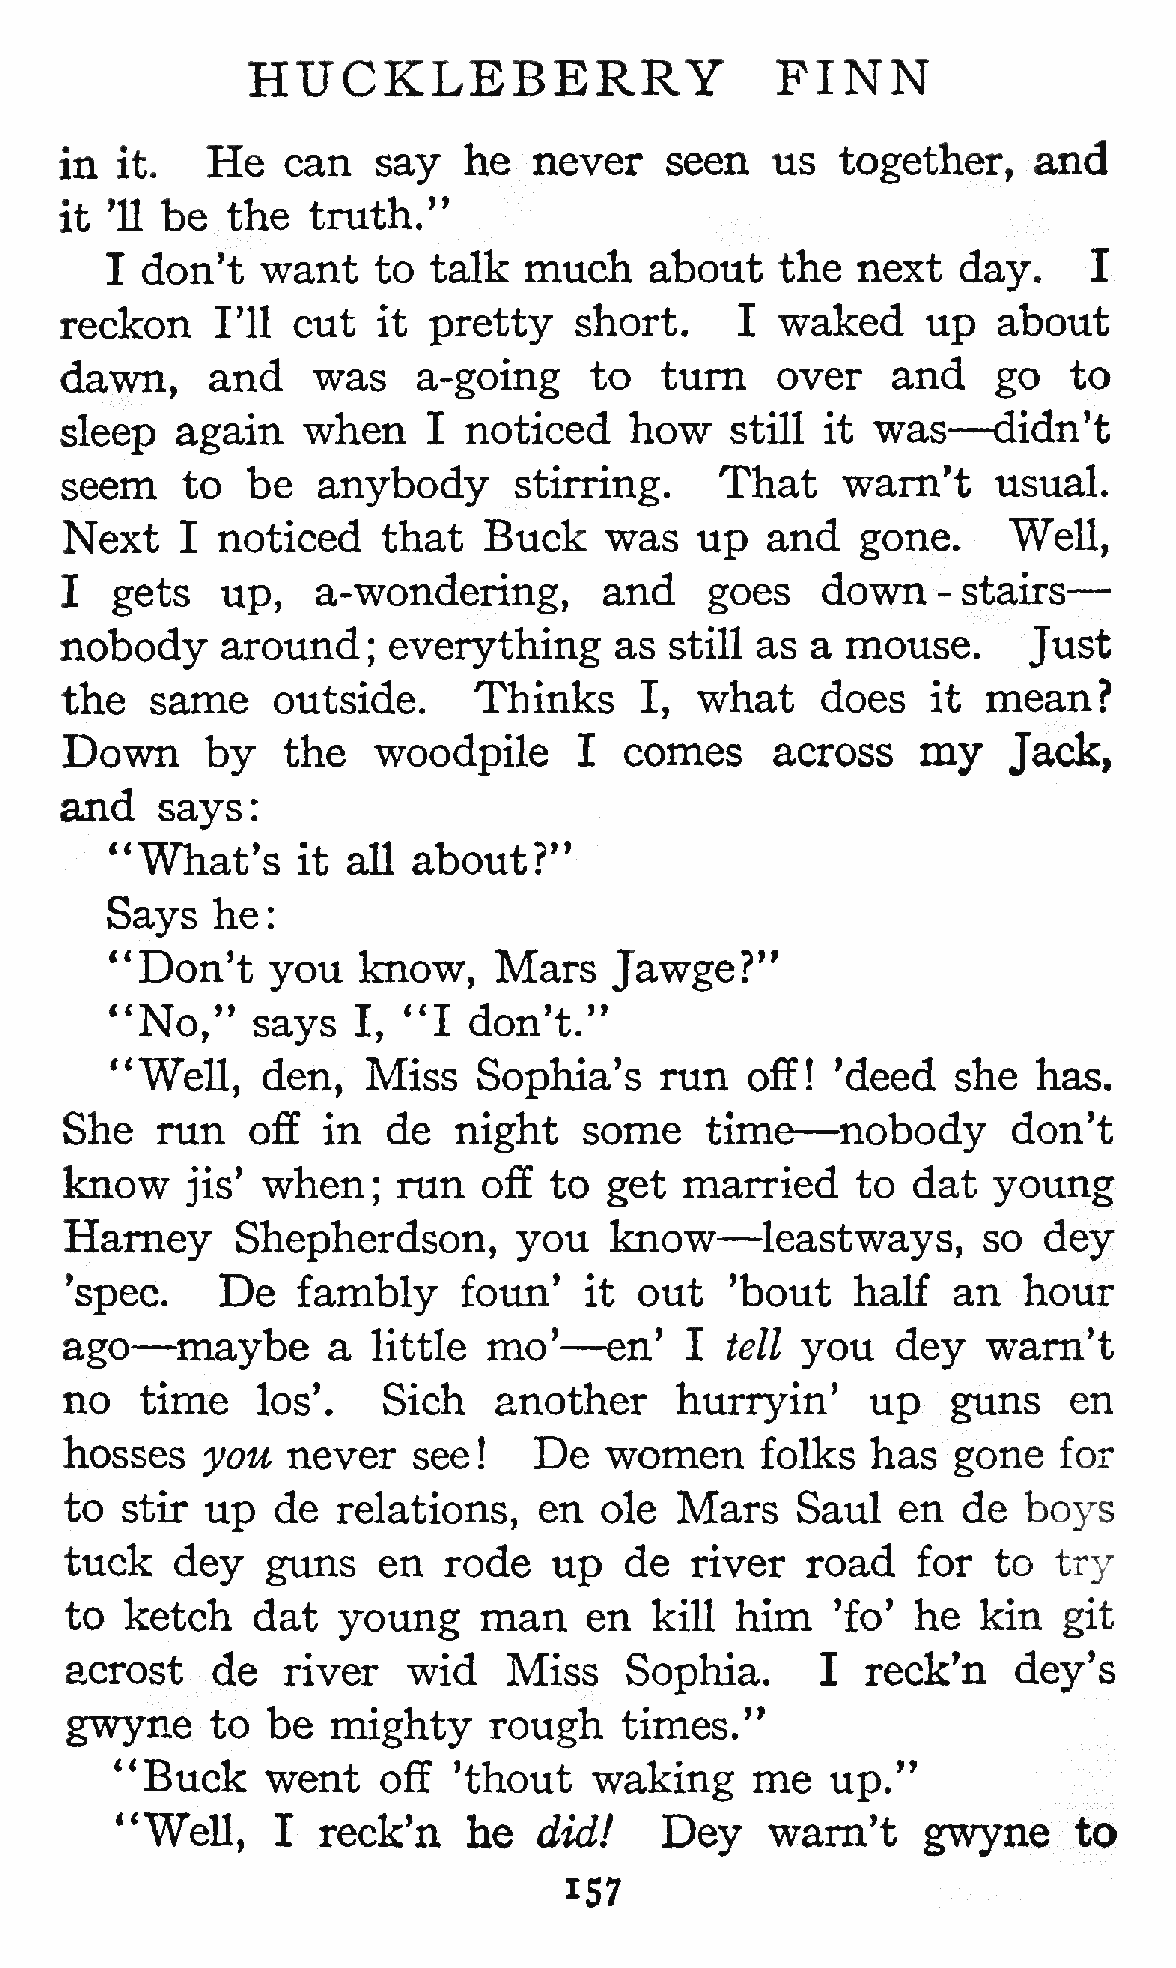 HUCKLEBERRY FINN
in it. He can say he never seen us together, and
it 'll be the truth."
I don't want to talk much about the next day. I
reckon I'll cut it pretty short. I waked up about
dawn, and was a-going to turn over and go to
sleep again when I noticed how still it was—didn't
seem to be anybody stirring. That warn't usual.
Next I noticed that Buck was up and gone. Well,
I gets up, a-wondering, and goes down-stairs—
nobody around; everything as still as a mouse. Just
the same outside. Thinks I, what does it mean?
Down by the woodpile I comes across my Jack,
and says:
"What's it all about?"
Says he:
"Don't you know, Mars Jawge?"
"No," says I, "I don't."
"Well, den, Miss Sophia's run off! 'deed she has.
She run off in de night some time—nobody don't
know jis' when; run off to get married to dat young
Harney Shepherdson, you know—leastways, so dey
'spec. De fambly foun' it out 'bout half an hour
ago—maybe a little mo'—en' I tell you dey warn't
no time los'. Sich another hurryin' up guns en
hosses you never see! De women folks has gone for
to stir up de relations, en ole Mars Saul en de boys
tuck dey guns en rode up de river road for to try
to ketch dat young man en kill him 'fo' he kin git
acrost de river wid Miss Sophia. I reck'n dey's
gwyne to be mighty rough times."
"Buck went off 'thout waking me up."
"Well, I reck'n he did! Dey warn't gwyne to
157